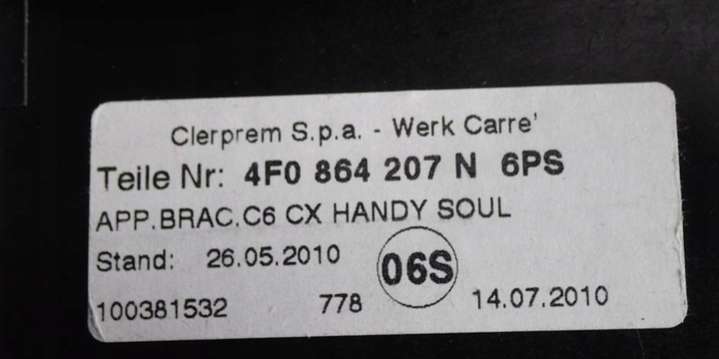 Clerprem S.p.a. - Werk Carre'
Teile Nr: 4F0 864 207 N 6PS
APP.BRAC.C6 CX HANDY SOUL
Stand: 26.05.2010
06S
100381532 778 14.07.2010